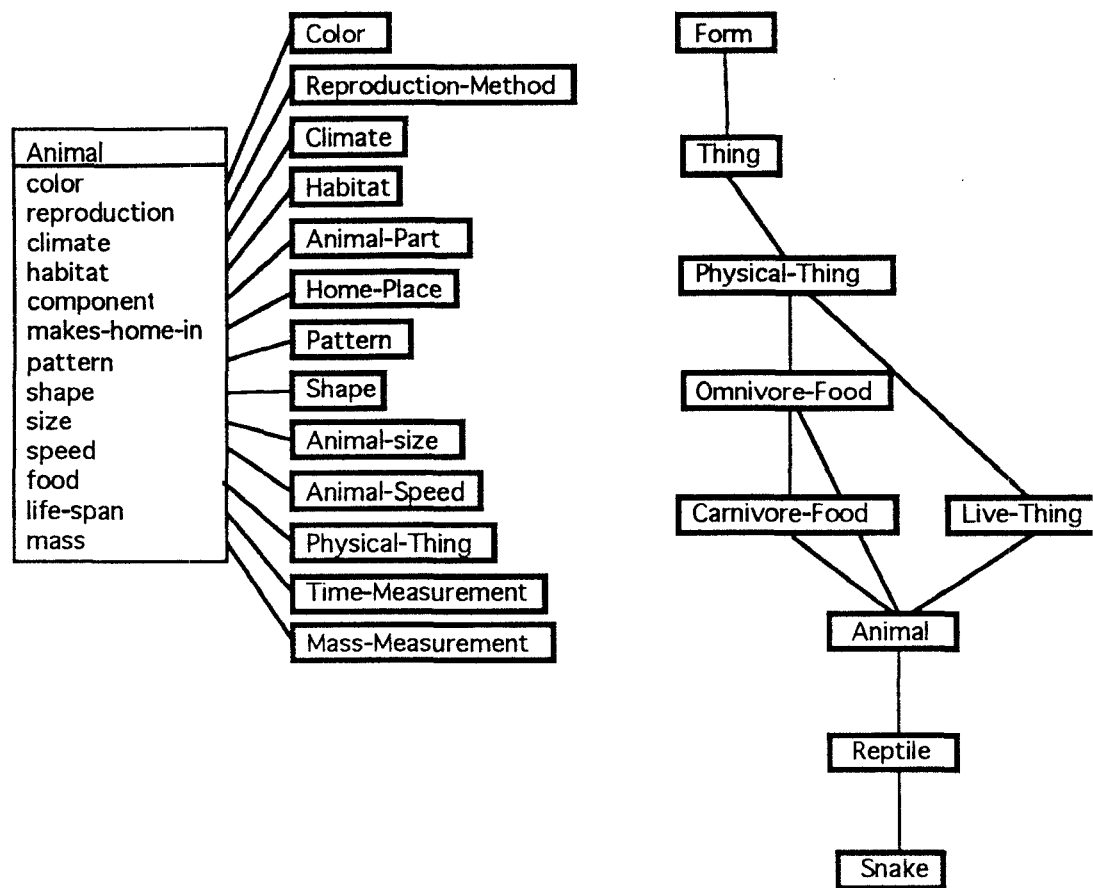 Animal
color
reproduction
climate
habitat
component
makes-home-in
pattern
shape
size
speed
food
life-span
mass
Color
Reproduction-Method
Climate
Habitat
Animal-Part
Home-Place
Pattern
Shape
Animal-size
Animal-Speed
Physical-Thing
Time-Measurement
Mass-Measurement
Form
Thing
Physical-Thing
Omnivore-Food
Carnivore-Food
Live-Thing
Animal
Reptile
Snake